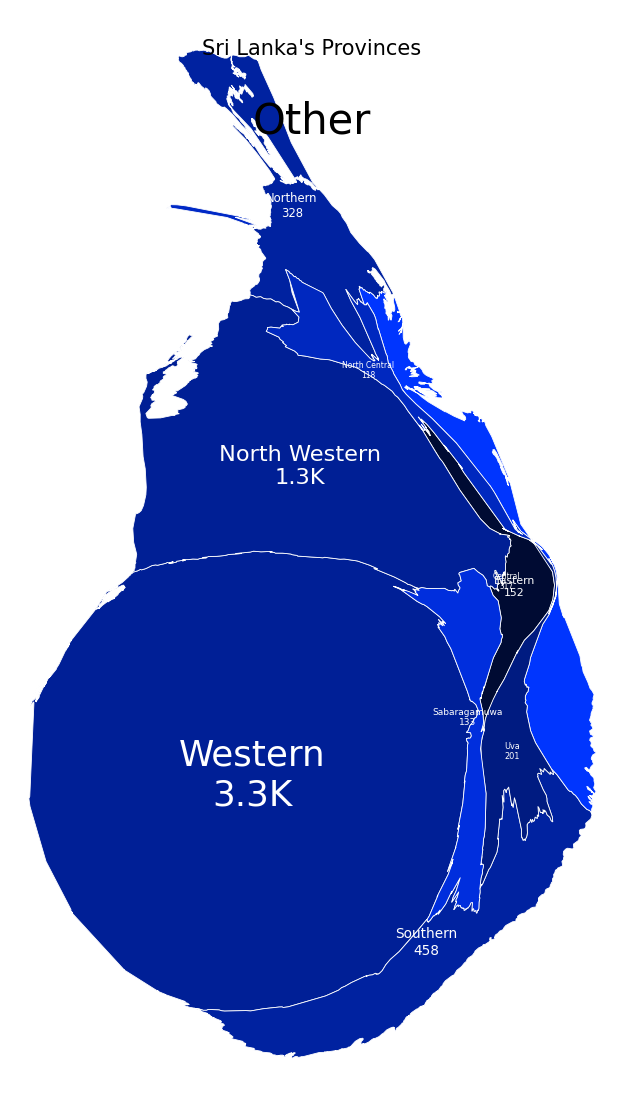 Sri Lanka's Provinces
Other
Northern
328
North Central
118
North Western
1.3K
Central
Eastern
152
Sabaragamuwa
133
Western
3.3K
Uva
201
Southern
458